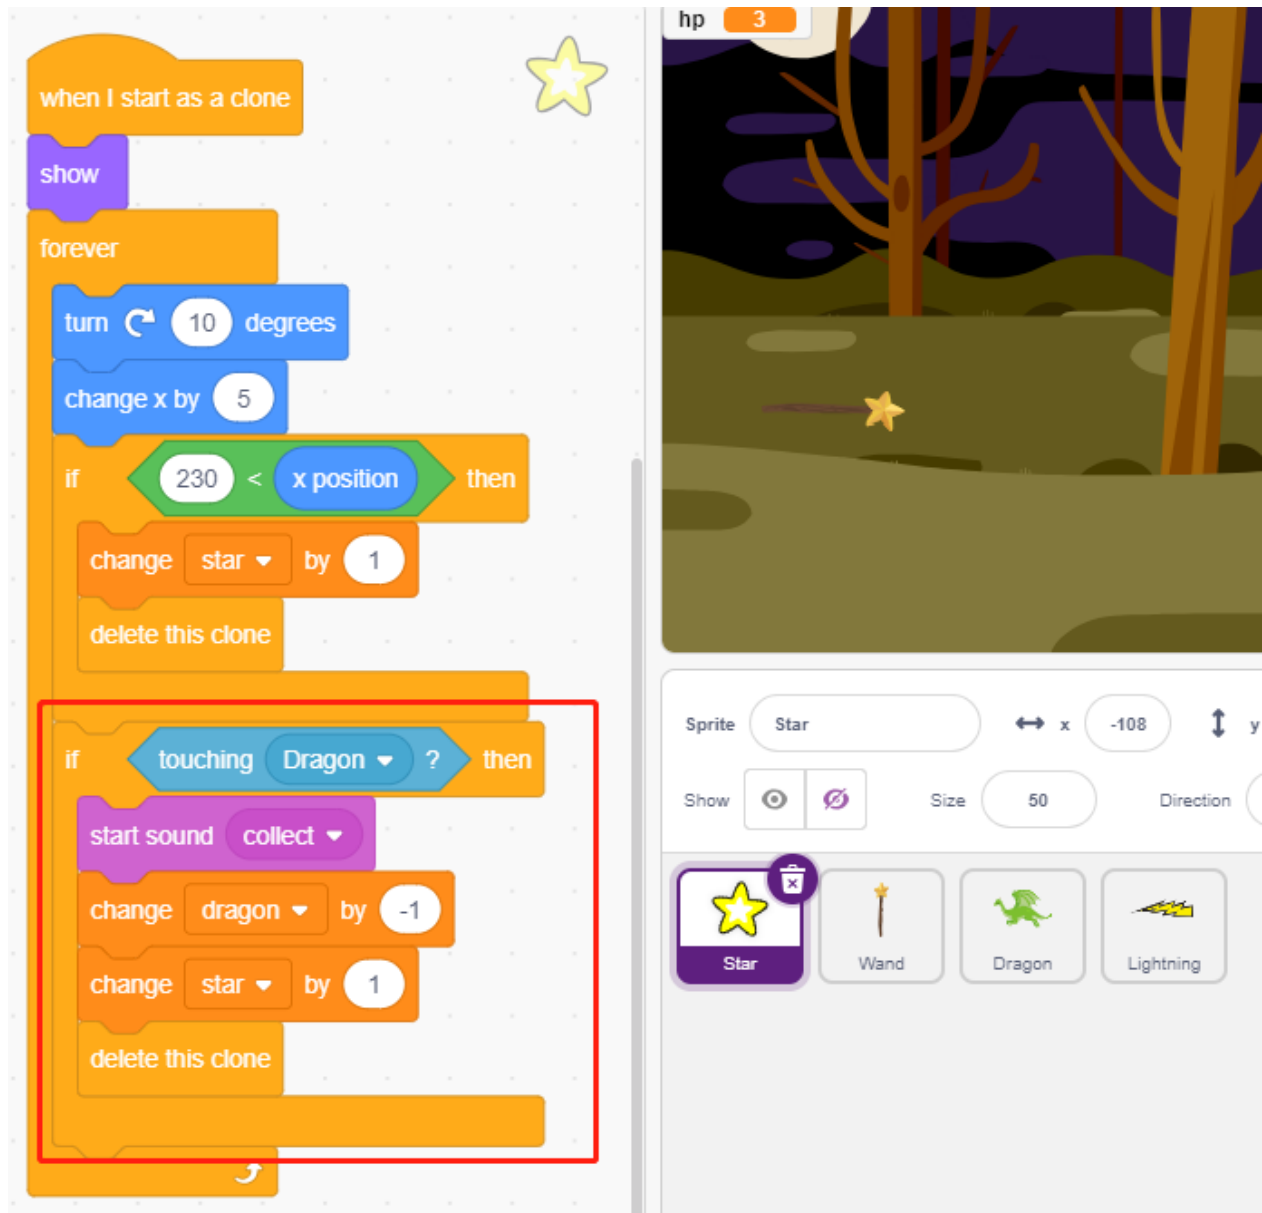 when I start as a clone
show
forever
turn 10 degrees
change x by 5
if 230 < x position then
change star by 1
delete this clone
if touching Dragon ? then
start sound collect
change dragon by -1
change star by 1
delete this clone
hp 3
Sprite Star x -108 y
Show Size 50 Direction
Star Wand Dragon Lightning